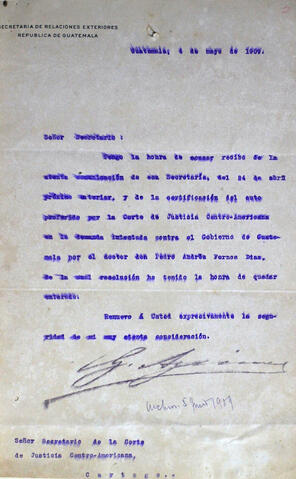 SECRETARIA DE RELACIONES EXTERIORES
REPUBLICA DE GUATEMALA
Guatemala, 4 de mayo de 1909.
Señor Secretario:
Tengo la honra de acusar recibo de la
atenta comunicación de esa Secretaría, del 24 de abril
próximo anterior, y de la certificación del auto
proferido por la Corte de Justicia Centro-Americana
en la demanda intentada contra el Gobierno de Guate-
mala por el doctor don Pedro Andrés Fornos Díaz,
de la cual resolución he tenido la honra de quedar
enterado.
Renuevo á Usted expresivamente la segu-
ridad de mi muy atenta consideración.
1909
Señor Secretario de la Corte
de Justicia Centro-Americana,
Cartago.